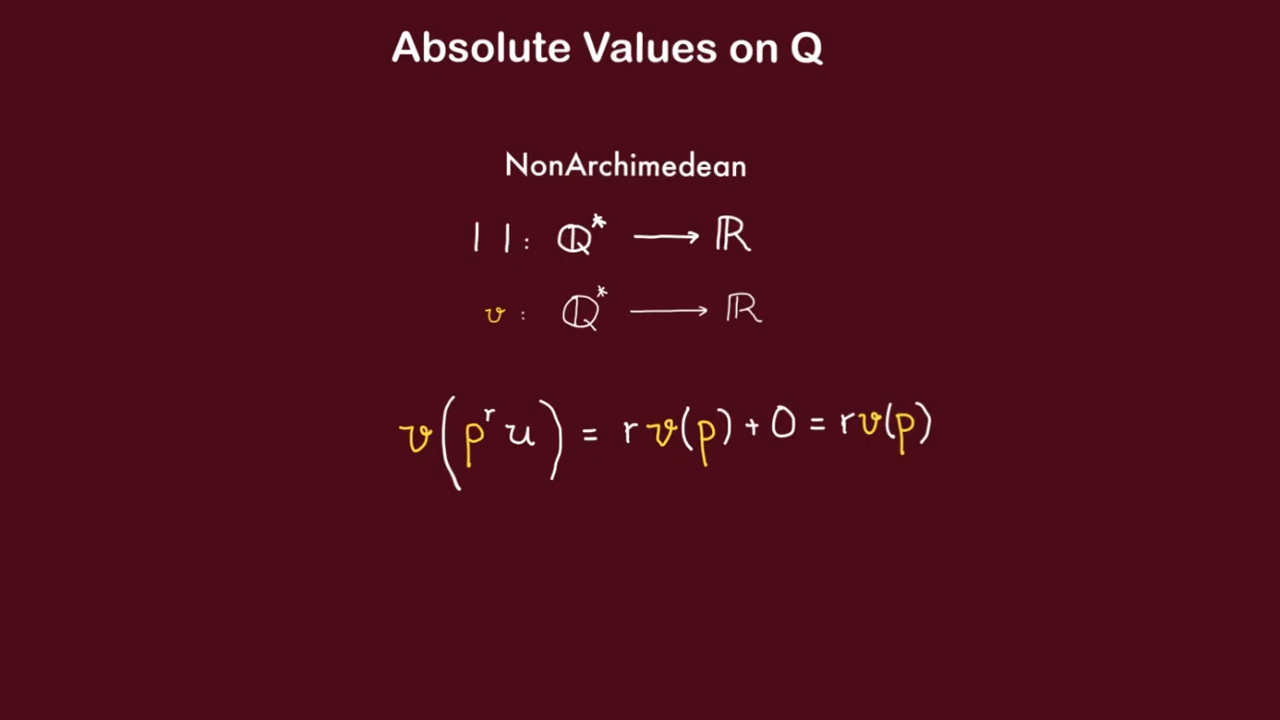 Absolute Values on Q
NonArchimedean
| |: ℚ* ⟶ ℝ
v: ℚ* ⟶ ℝ
v(pʳu) = rv(p) + 0 = rv(p)